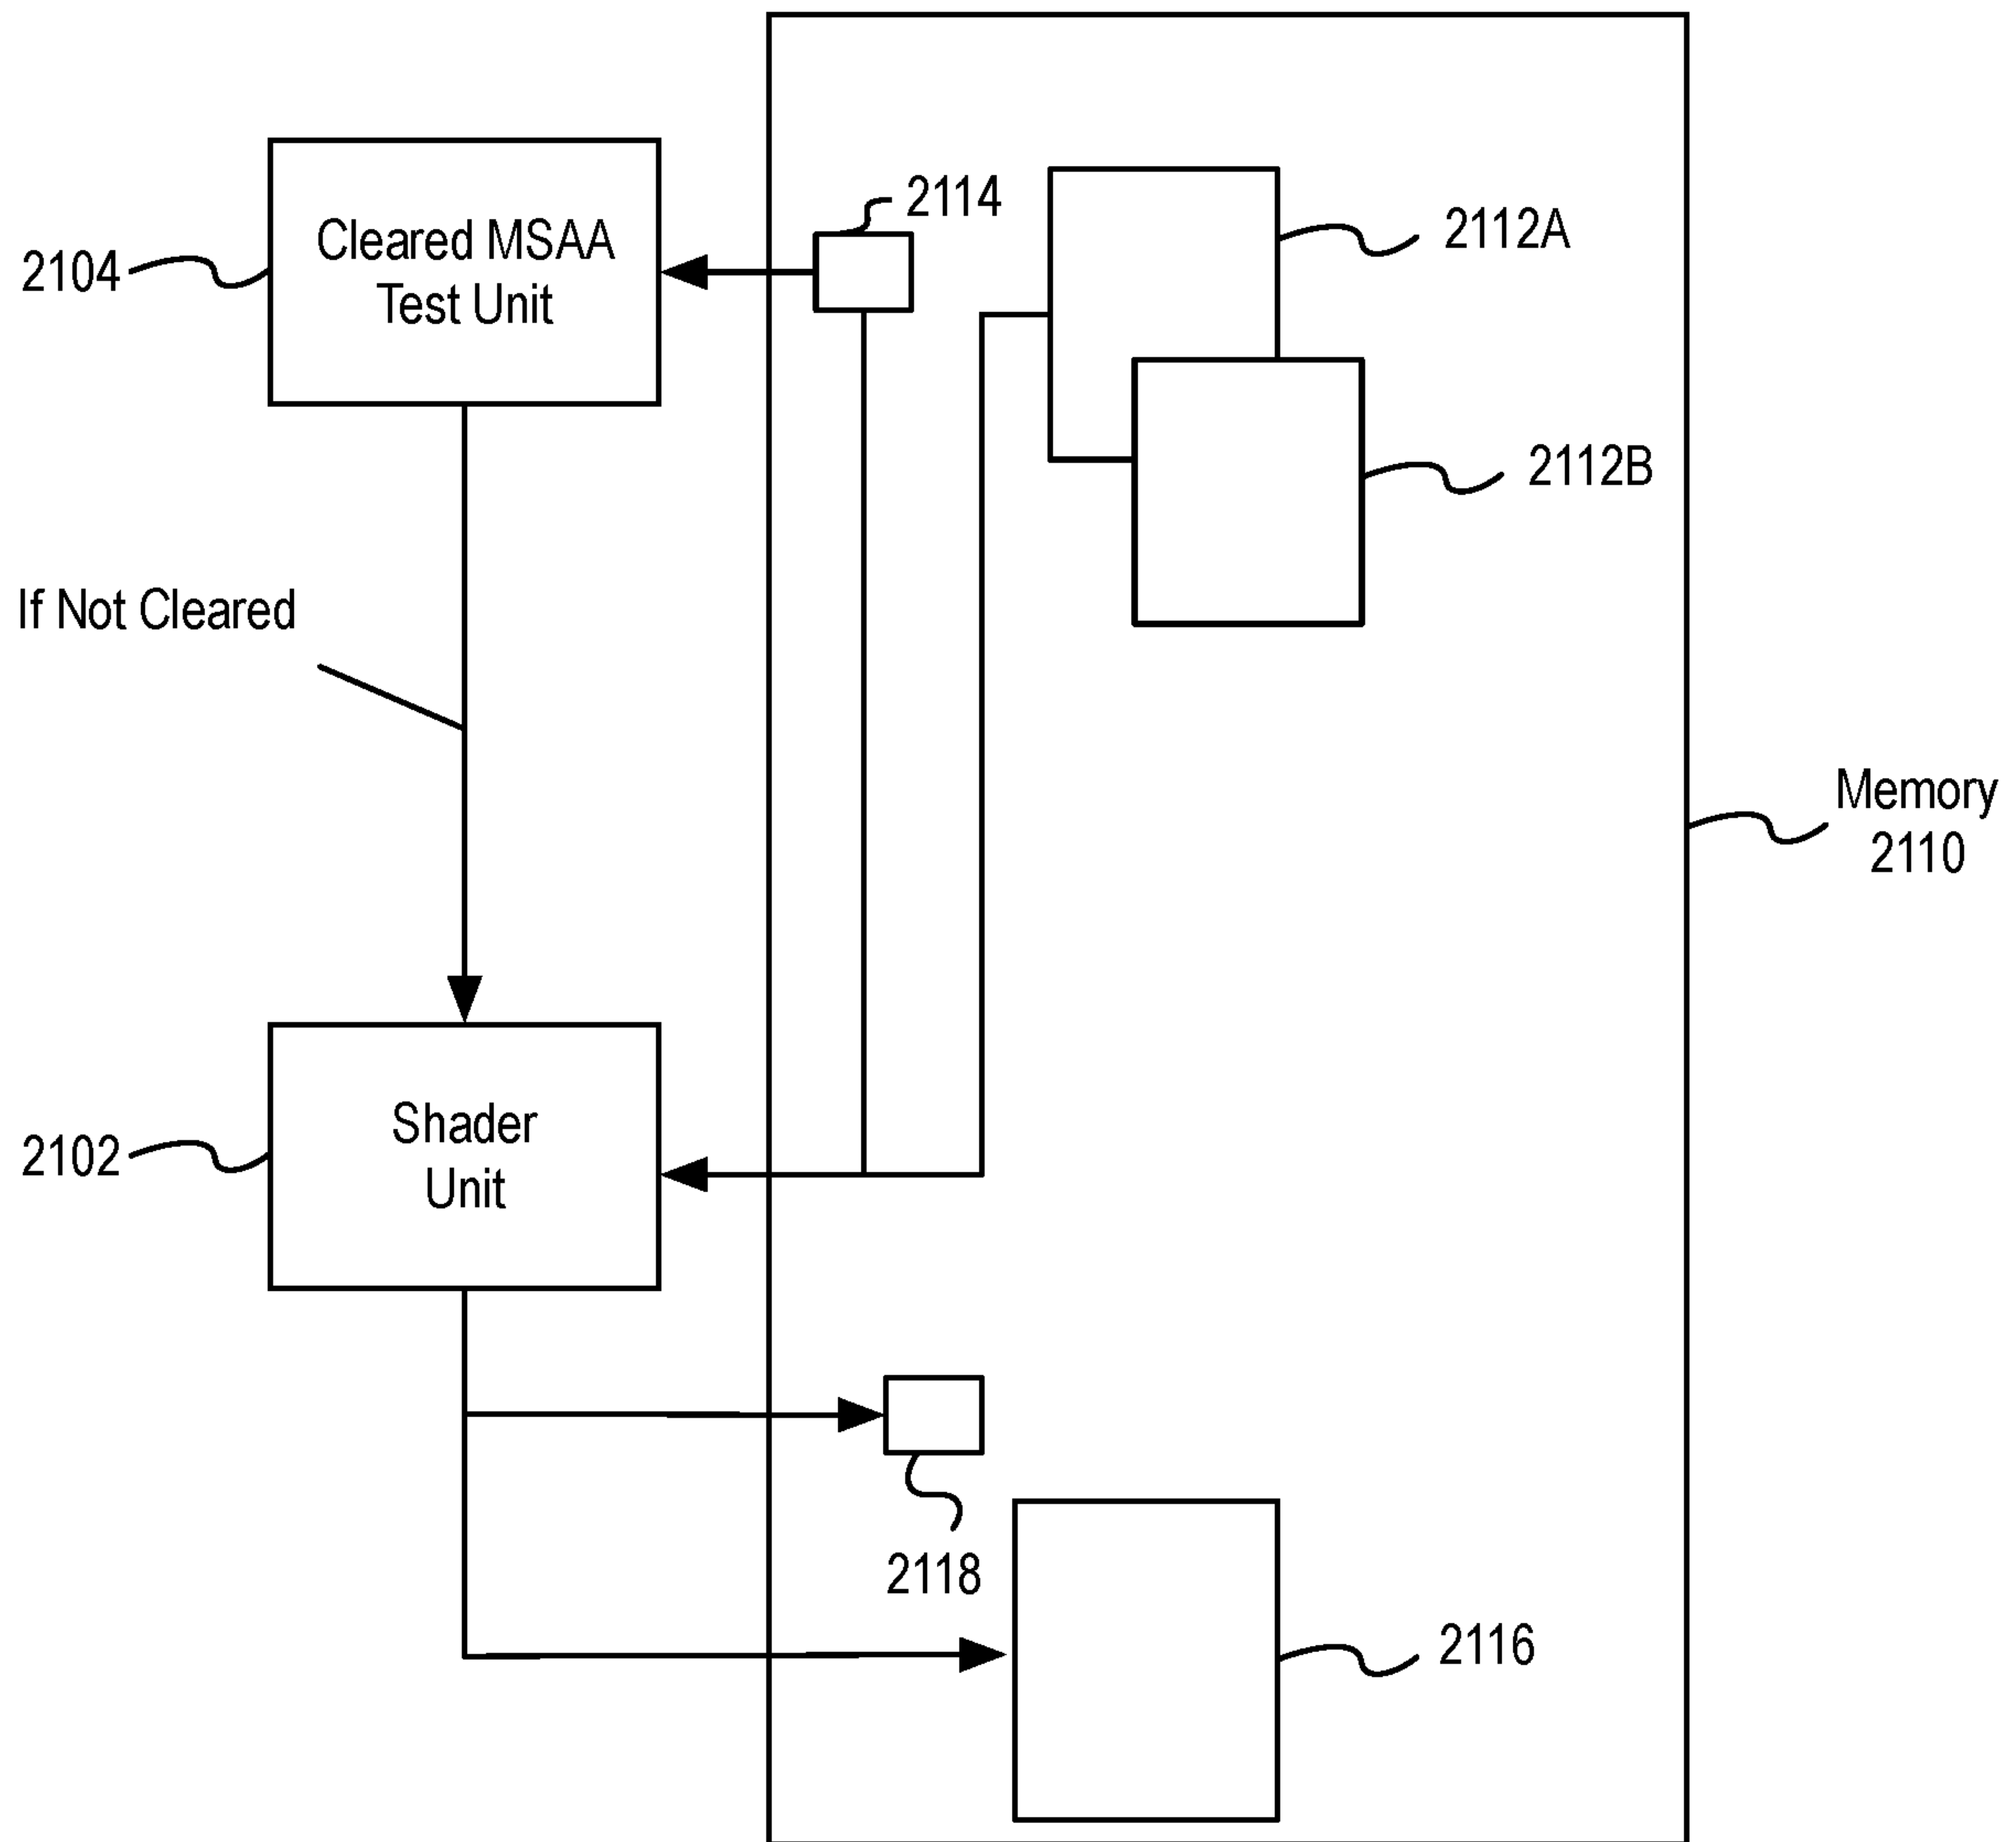 2114
Cleared MSAA
Test Unit
2104
2112A
2112B
If Not Cleared
Memory
2110
Shader
Unit
2102
2118
2116